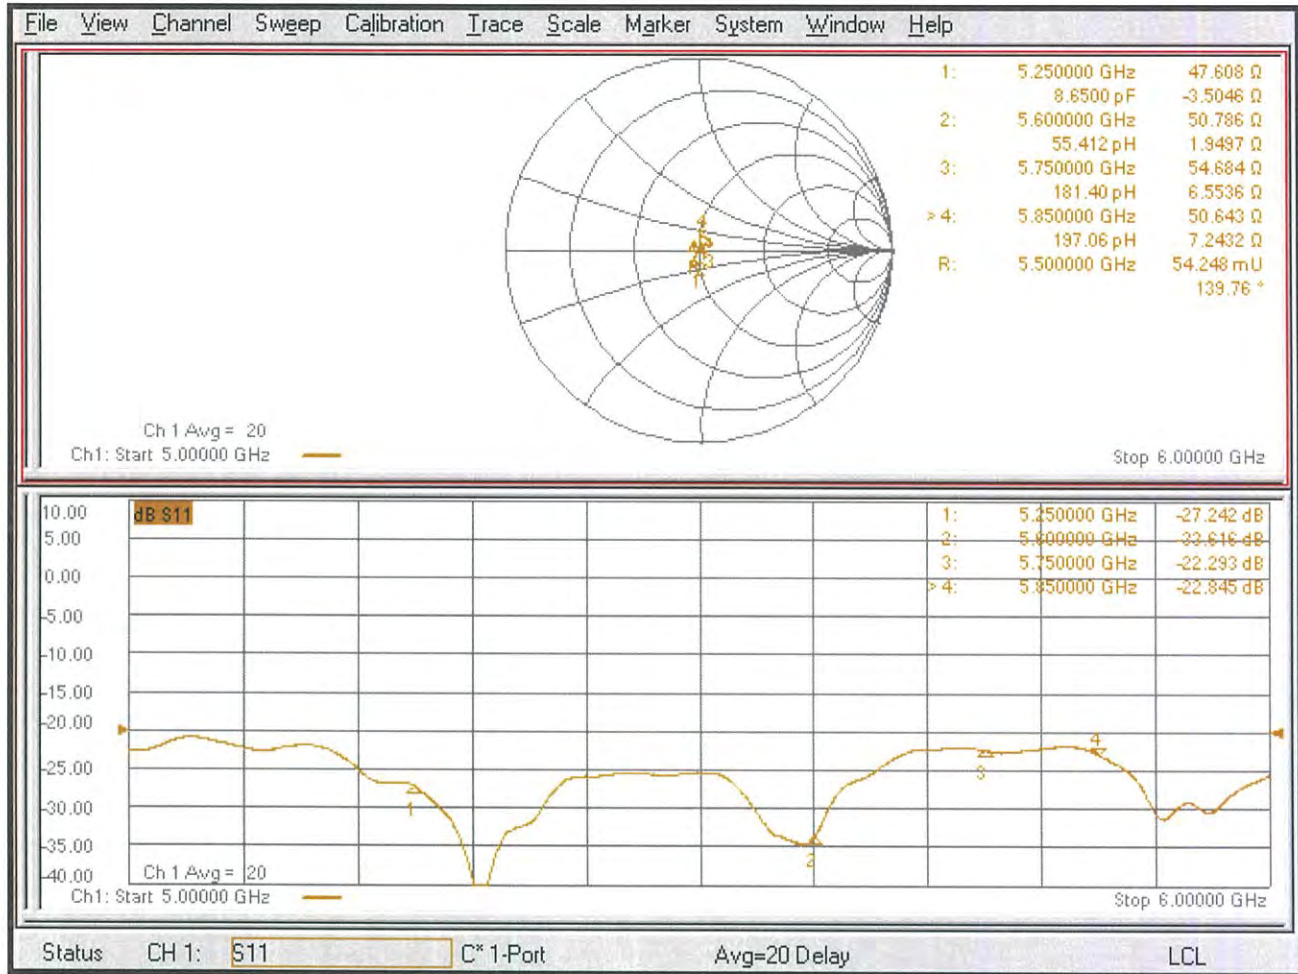 File View Channel Sweep Calibration Trace Scale Marker System Window Help
1: 5.250000 GHz 47.608 Ω
8.6500 pF -3.5046 Ω
2: 5.600000 GHz 50.786 Ω
55.412 pH 1.9497 Ω
3: 5.750000 GHz 54.684 Ω
181.40 pH 6.5536 Ω
> 4: 5.850000 GHz 50.643 Ω
197.06 pH 7.2432 Ω
R: 5.500000 GHz 54.248 mU
139.76 °
4
3
1
Ch 1 Avg = 20
Ch1: Start 5.00000 GHz
Stop 6.00000 GHz
dB S11
10.00
5.00
0.00
-5.00
-10.00
-15.00
-20.00
-25.00
-30.00
-35.00
-40.00
1: 5.250000 GHz -27.242 dB
2: 5.600000 GHz -33.616 dB
3: 5.750000 GHz -22.293 dB
> 4: 5.850000 GHz -22.845 dB
1
2
3
4
Ch 1 Avg = 20
Ch1: Start 5.00000 GHz
Stop 6.00000 GHz
Status CH 1: S11 C* 1-Port Avg=20 Delay LCL